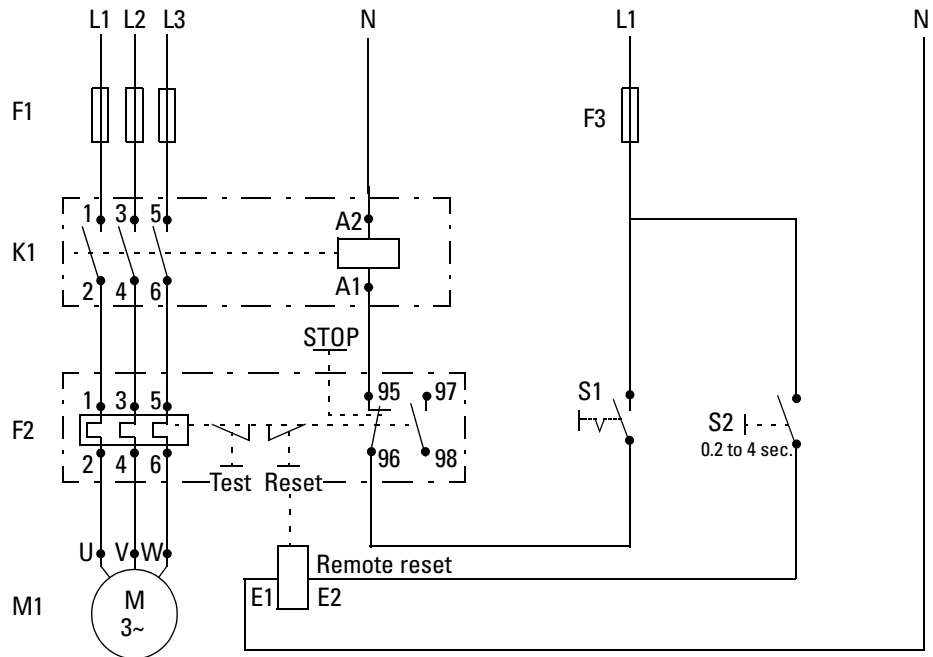 L1 L2 L3 N L1 N
F1 F3
1 3 5 A2
K1
2 4 6 A1
STOP
1 3 5 95 97 S1
F2 S2
2 4 6 96 98 0.2 to 4 sec.
Test Reset
U V W Remote reset
E1 E2
M1 M
3~